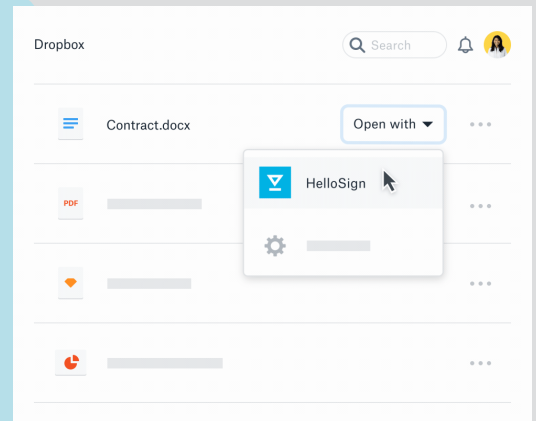 Dropbox
Search
Contract.docx
Open with
HelloSign
PDF